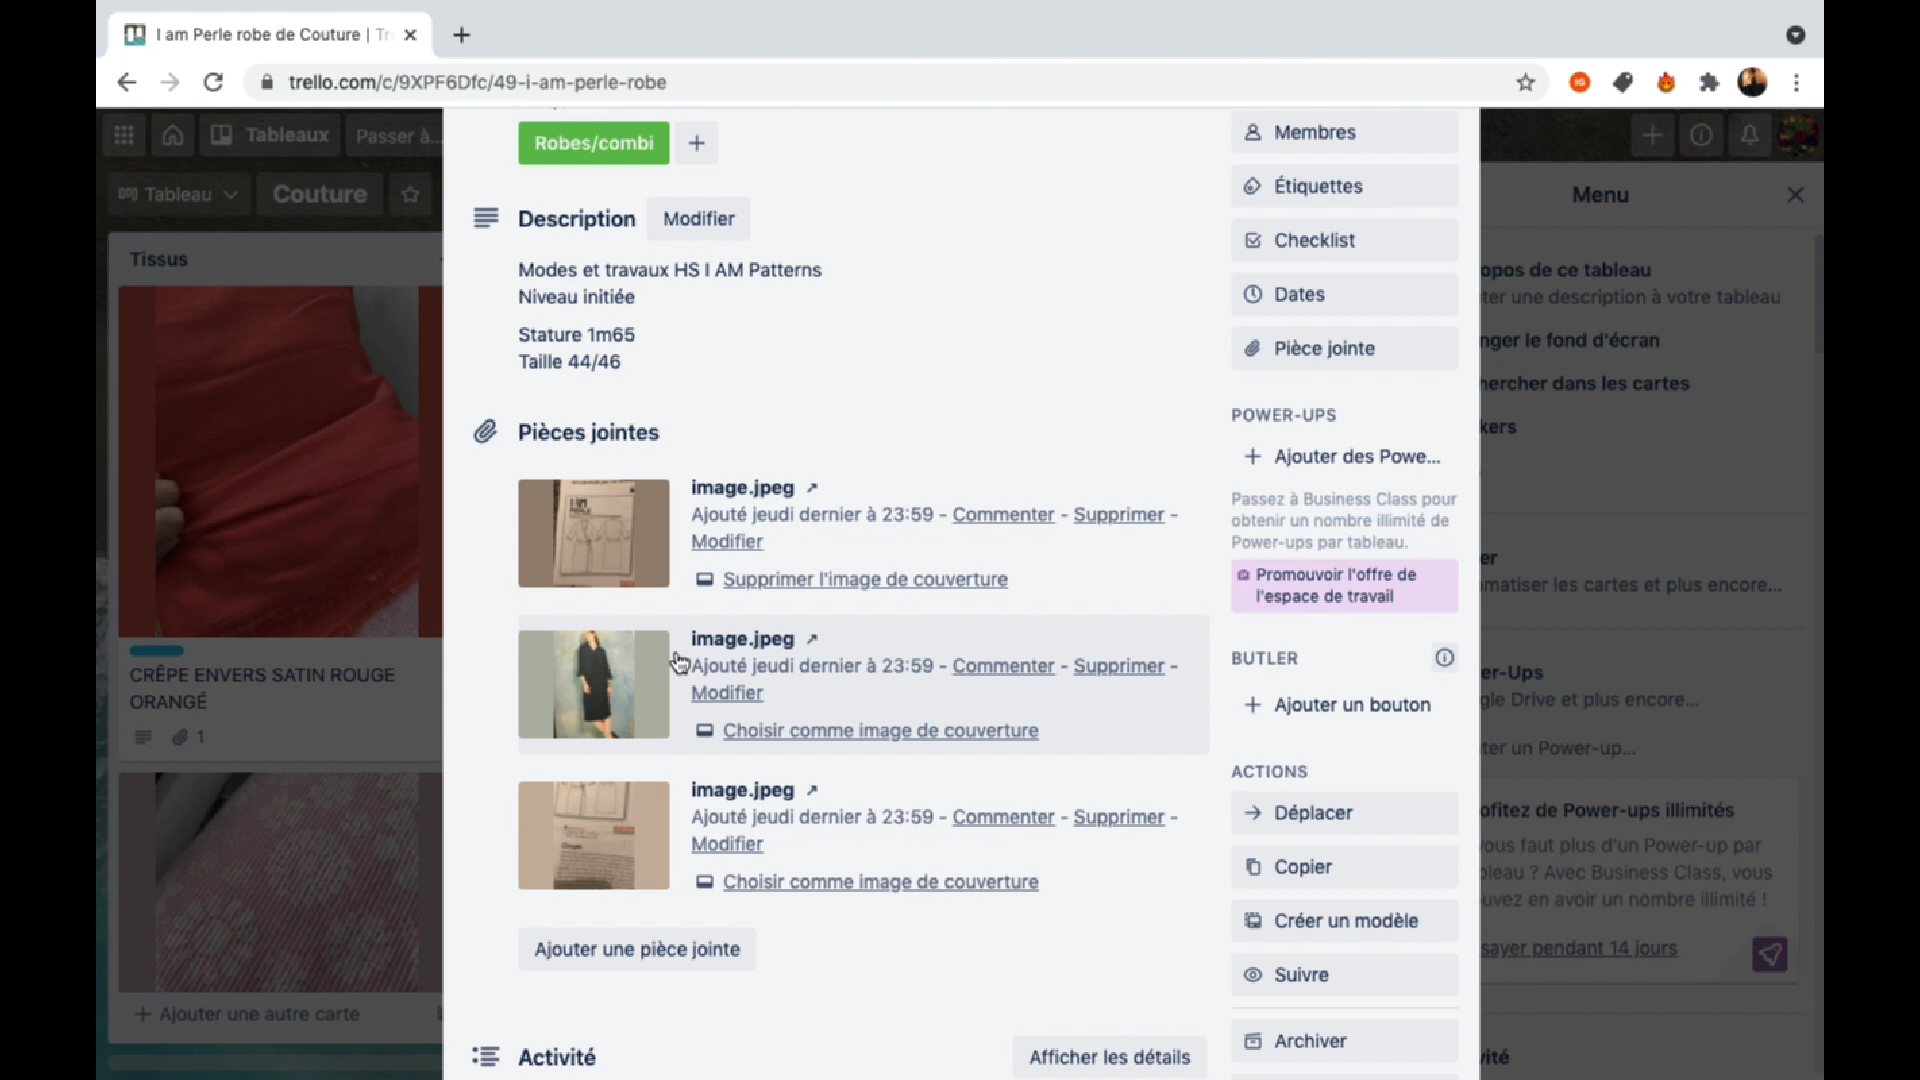 I am Perle robe de Couture | Tr
trello.com/c/9XPF6Dfc/49-i-am-perle-robe
Tableaux
Passer à...
Tableau
Couture
Tissus
CRÊPE ENVERS SATIN ROUGE
ORANGÉ
1
Ajouter une autre carte
Robes/combi
Description
Modifier
Modes et travaux HS I AM Patterns
Niveau initiée
Stature 1m65
Taille 44/46
Pièces jointes
image.jpeg
Ajouté jeudi dernier à 23:59 - Commenter - Supprimer -
Modifier
Supprimer l'image de couverture
image.jpeg
Ajouté jeudi dernier à 23:59 - Commenter - Supprimer -
Modifier
Choisir comme image de couverture
image.jpeg
Ajouté jeudi dernier à 23:59 - Commenter - Supprimer -
Modifier
Choisir comme image de couverture
Ajouter une pièce jointe
Activité
Afficher les détails
Membres
Étiquettes
Checklist
Dates
Pièce jointe
POWER-UPS
Ajouter des Powe...
Passez à Business Class pour
obtenir un nombre illimité de
Power-ups par tableau.
Promouvoir l'offre de
l'espace de travail
BUTLER
Ajouter un bouton
ACTIONS
Déplacer
Copier
Créer un modèle
Suivre
Archiver
Menu
opos de ce tableau
ter une description à votre tableau
nger le fond d'écran
hercher dans les cartes
kers
er
matiser les cartes et plus encore...
er-Ups
gle Drive et plus encore...
ter un Power-up...
ofitez de Power-ups illimités
vous faut plus d'un Power-up par
bleau ? Avec Business Class, vous
uvez en avoir un nombre illimité !
sayer pendant 14 jours
ité